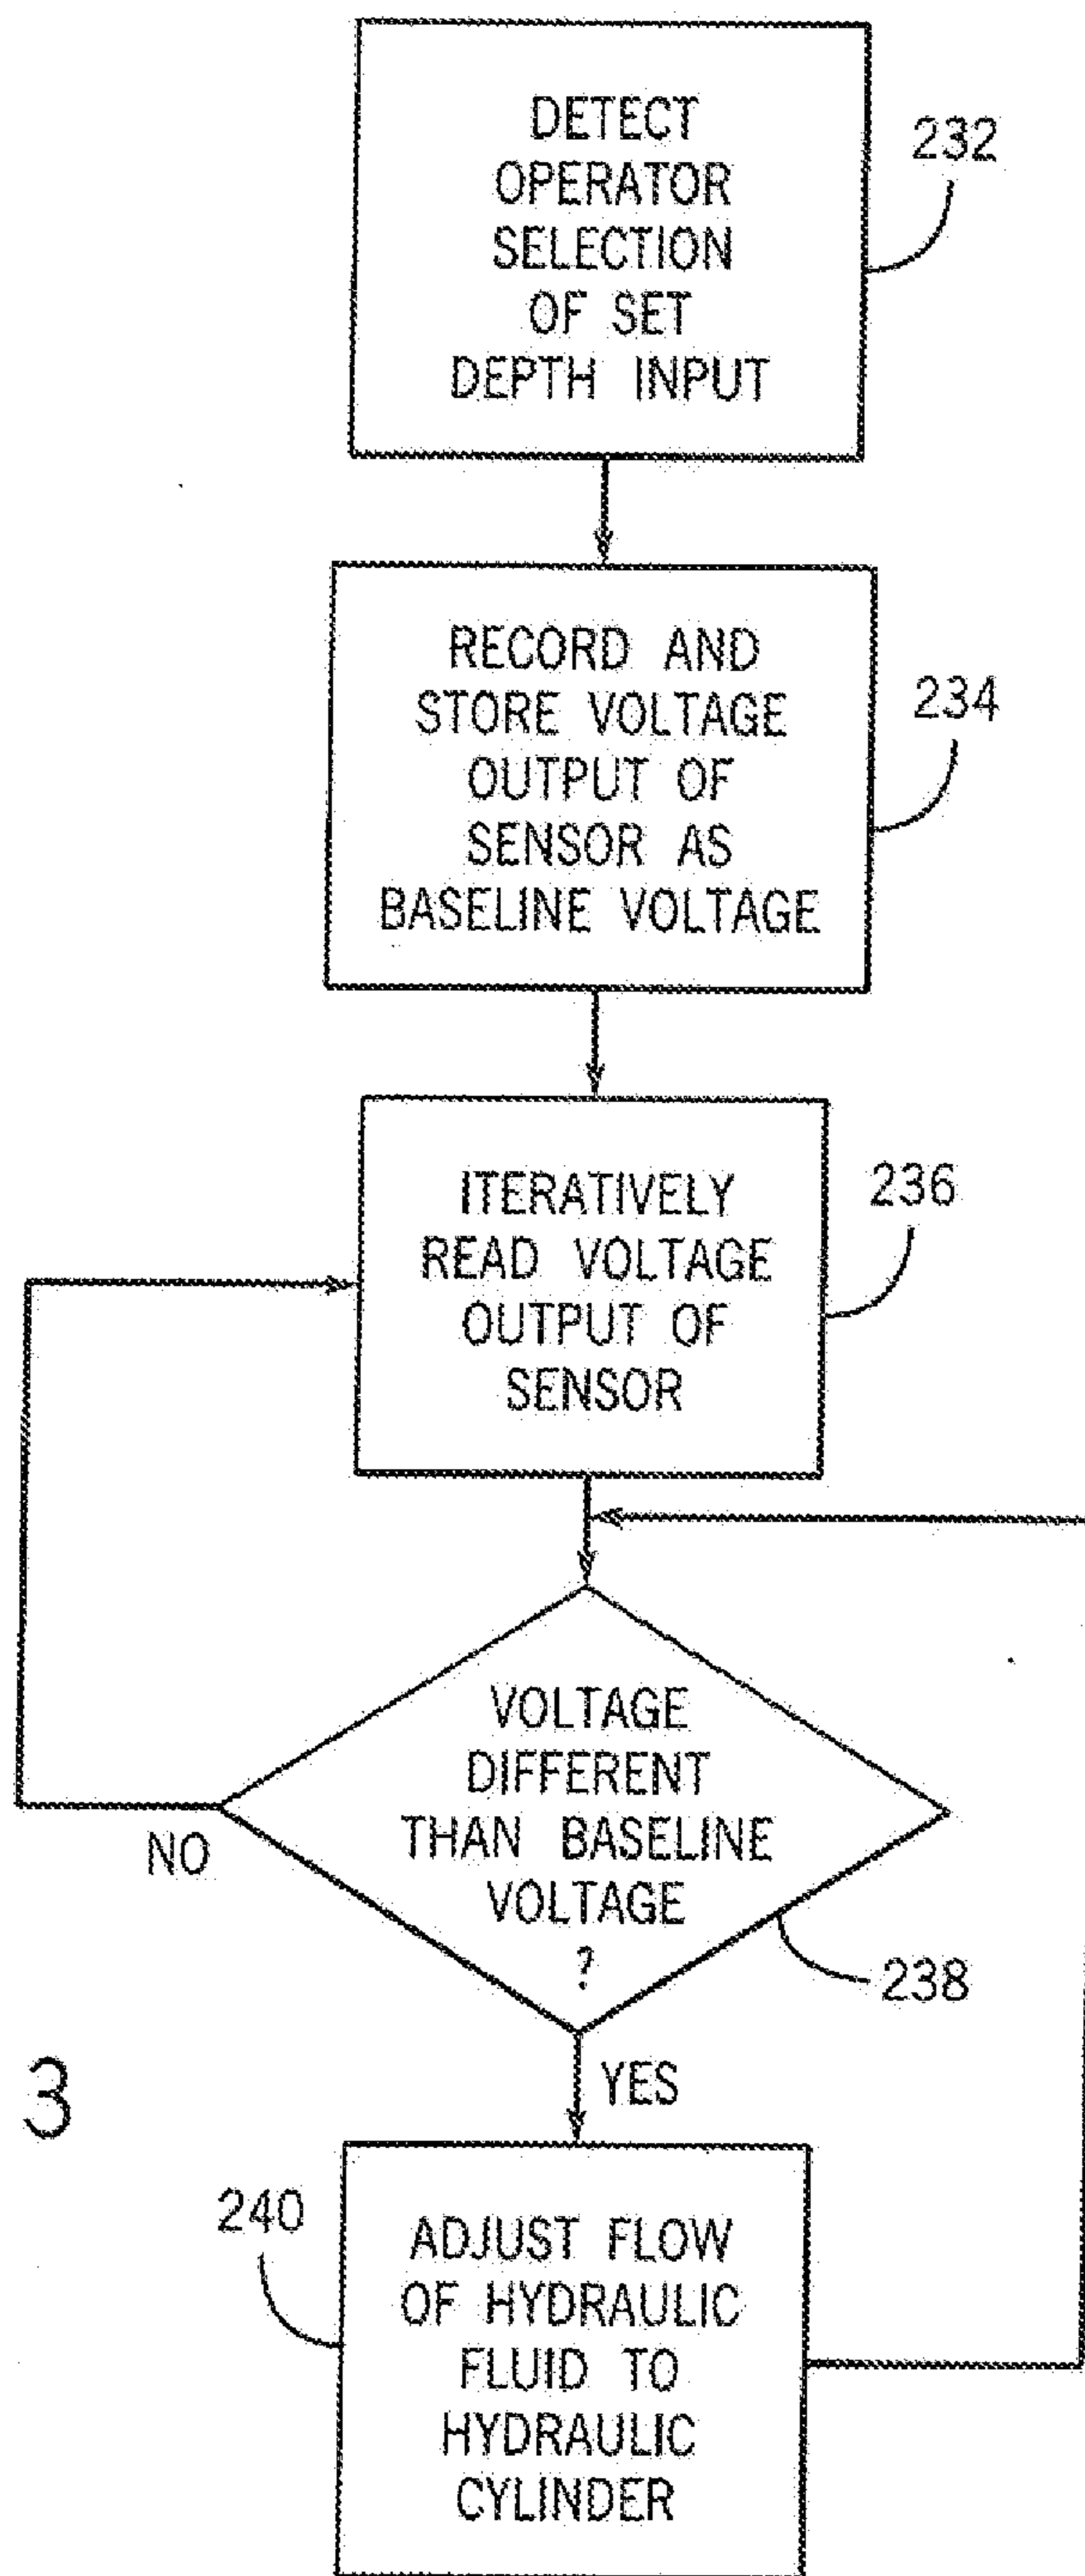 DETECT
OPERATOR
SELECTION
OF SET
DEPTH INPUT
232
RECORD AND
STORE VOLTAGE
OUTPUT OF
SENSOR AS
BASELINE VOLTAGE
234
ITERATIVELY
READ VOLTAGE
OUTPUT OF
SENSOR
236
VOLTAGE
DIFFERENT
THAN BASELINE
VOLTAGE
?
NO
238
YES
3
240
ADJUST FLOW
OF HYDRAULIC
FLUID TO
HYDRAULIC
CYLINDER